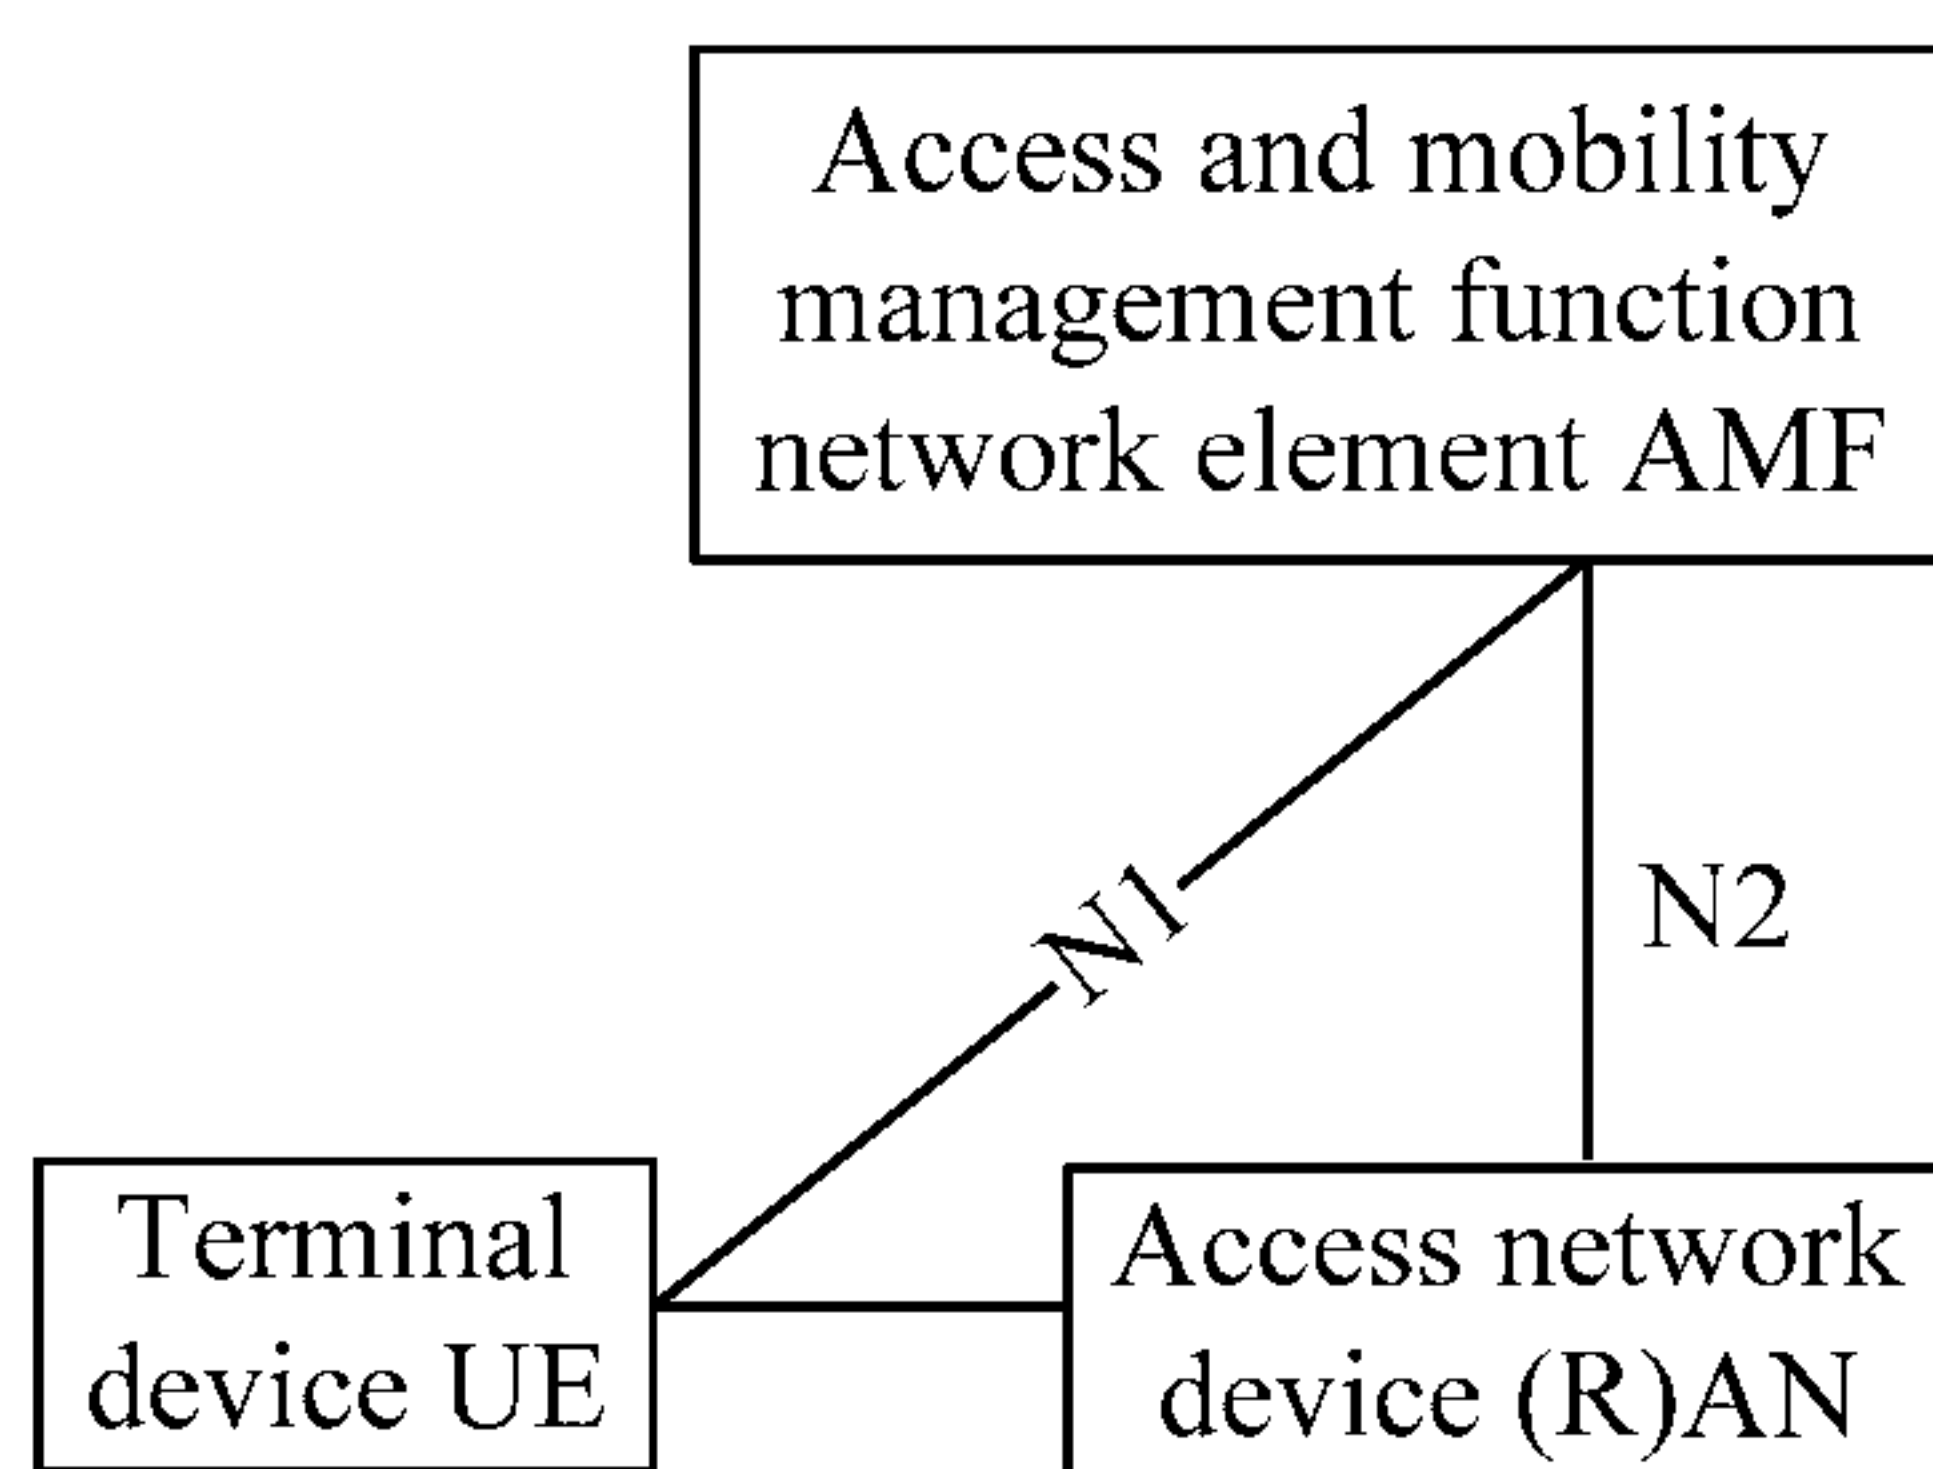 Access and mobility
management function
network element AMF
N1
N2
Terminal
device UE
Access network
device (R)AN